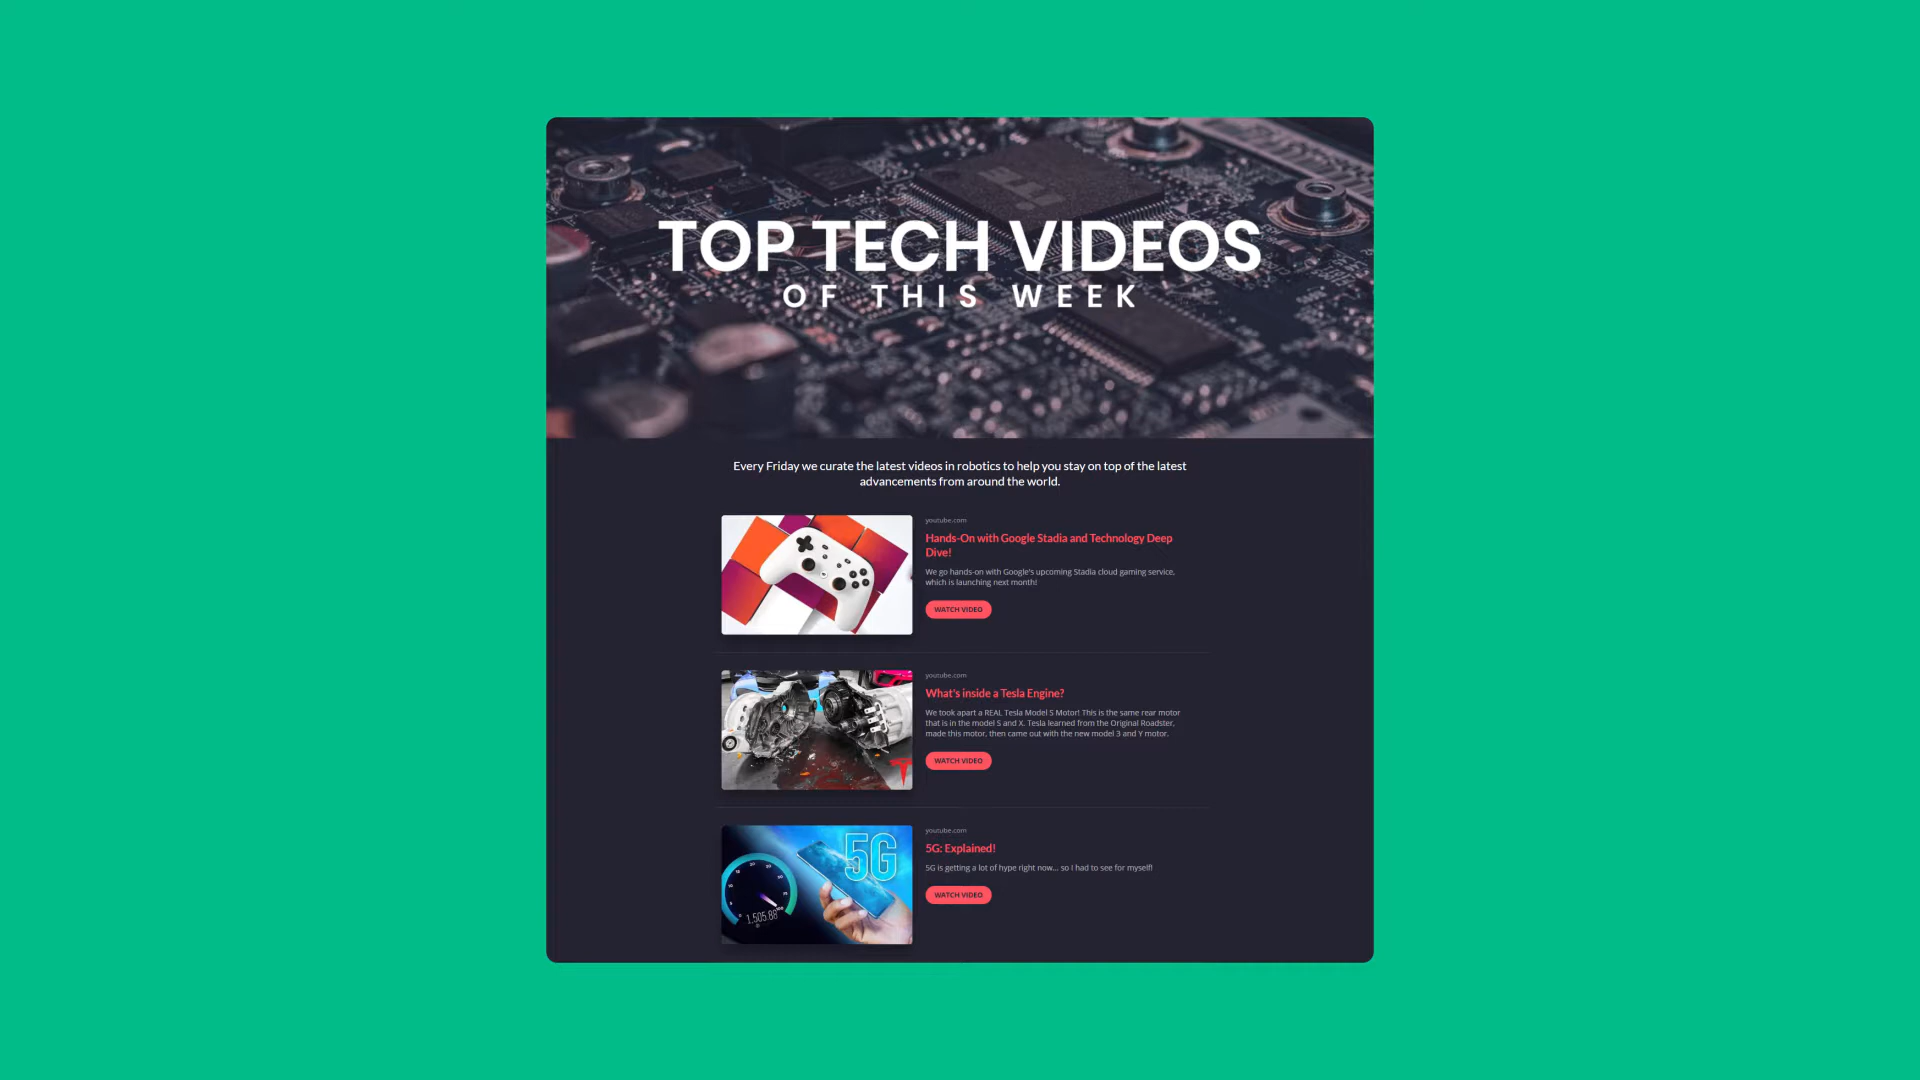 TOP TECH VIDEOS
OF THIS WEEK
Every Friday we curate the latest videos in robotics to help you stay on top of the latest
advancements from around the world.
youtube.com
Hands-On with Google Stadia and Technology Deep
Dive!
We go hands-on with Google's upcoming Stadia cloud gaming service,
which is launching next month!
WATCH VIDEO
youtube.com
What's inside a Tesla Engine?
We took apart a REAL Tesla Model S Motor! This is the same rear motor
that is in the model S and X. Tesla learned from the Original Roadster,
made this motor, then came out with the new model 3 and Y motor.
WATCH VIDEO
5G
1,505.88
youtube.com
5G: Explained!
5G is getting a lot of hype right now... so I had to see for myself!
WATCH VIDEO